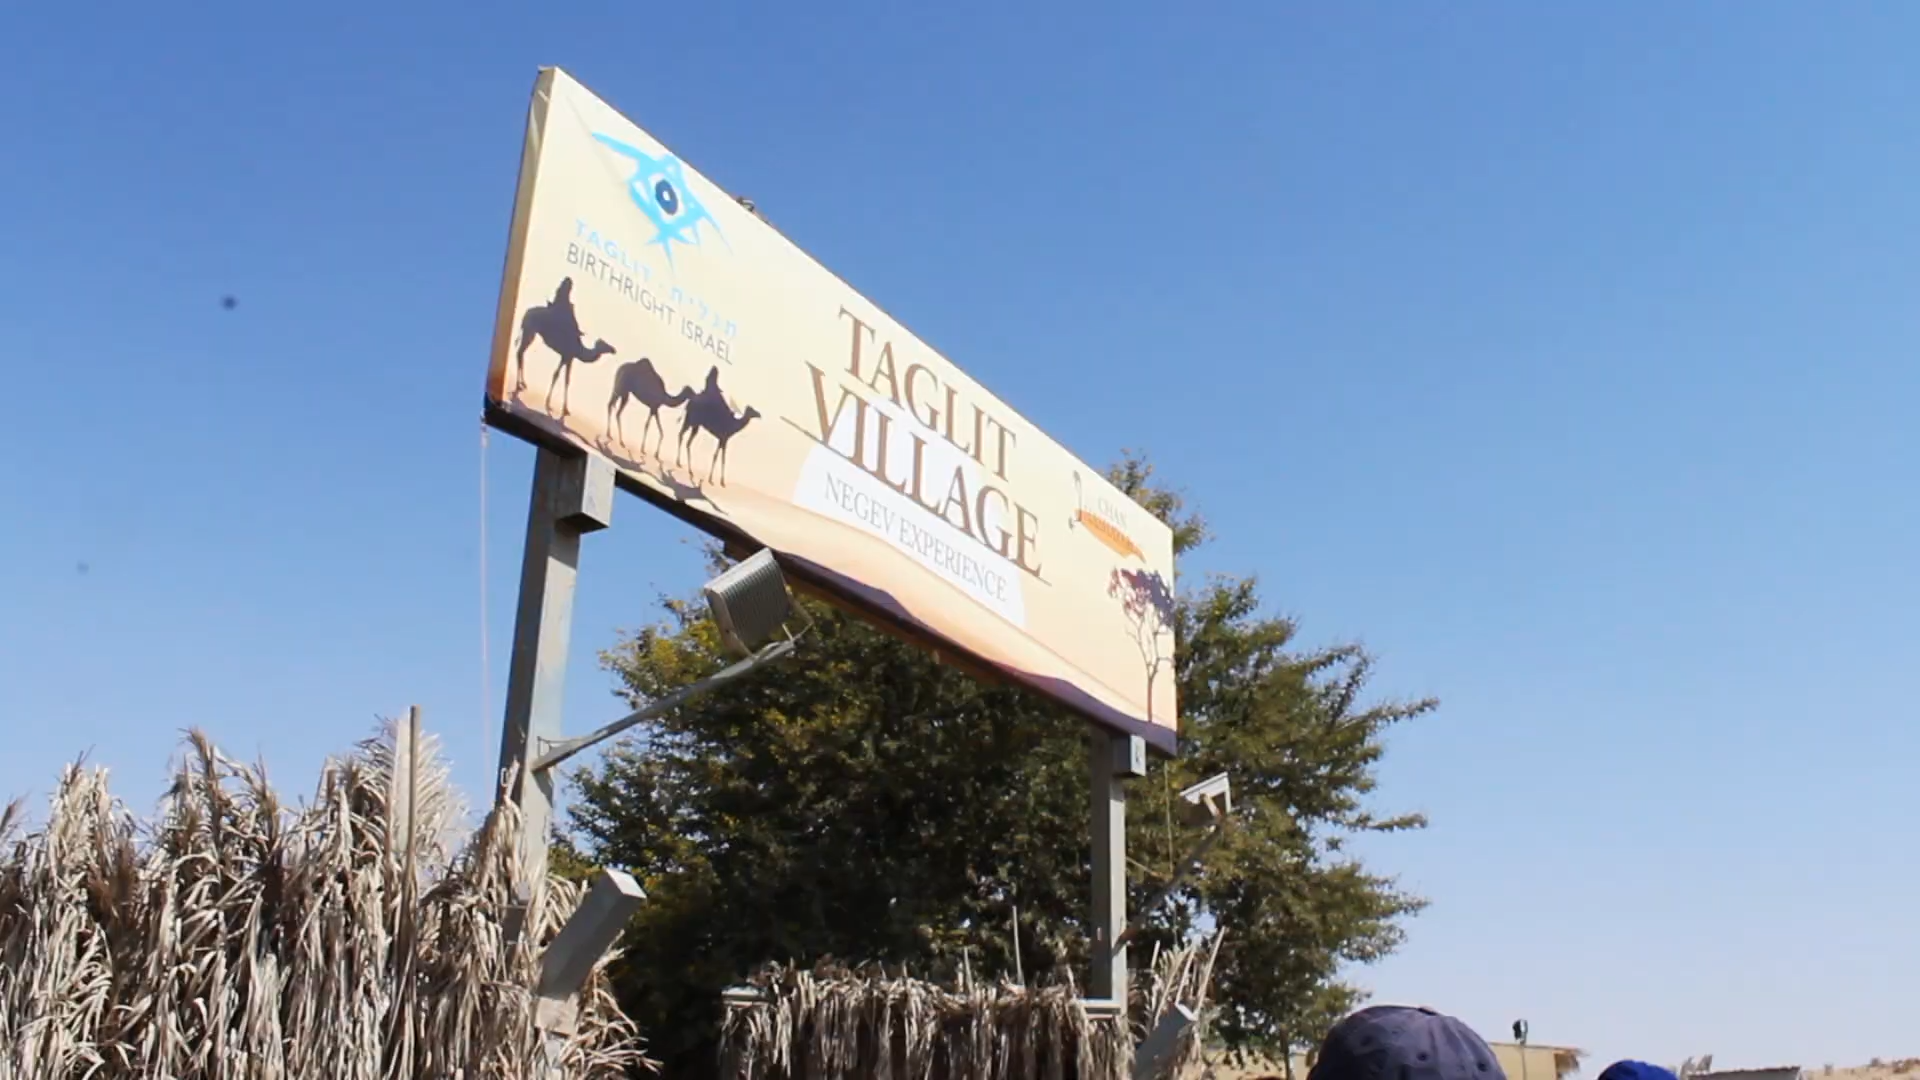 TAGLIT · תגלית
BIRTHRIGHT ISRAEL
TAGLIT
VILLAGE
NEGEV EXPERIENCE
CHAN